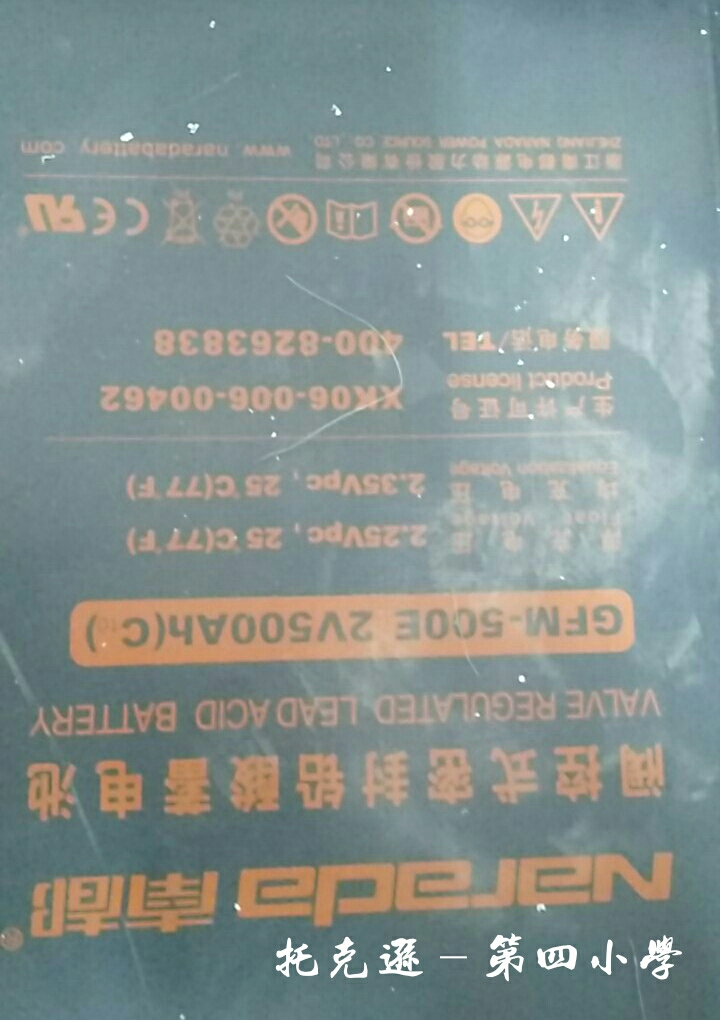 Narada 南都®
阀控式密封铅酸蓄电池
VALVE REGULATED LEAD ACID BATTERY
GFM-500E 2V500Ah(C10)
浮充电压 2.25Vpc, 25℃(77℉)
Float Voltage
均充电压 2.35Vpc, 25℃(77℉)
Equalization Voltage
生产许可证号 XK06-006-00462
Product license
服务电话/TEL 400-8263838
CE
浙江南都电源动力股份有限公司 www.naradabattery.com
ZHEJIANG NARADA POWER SOURCE CO., LTD.
托克遜－第四小學